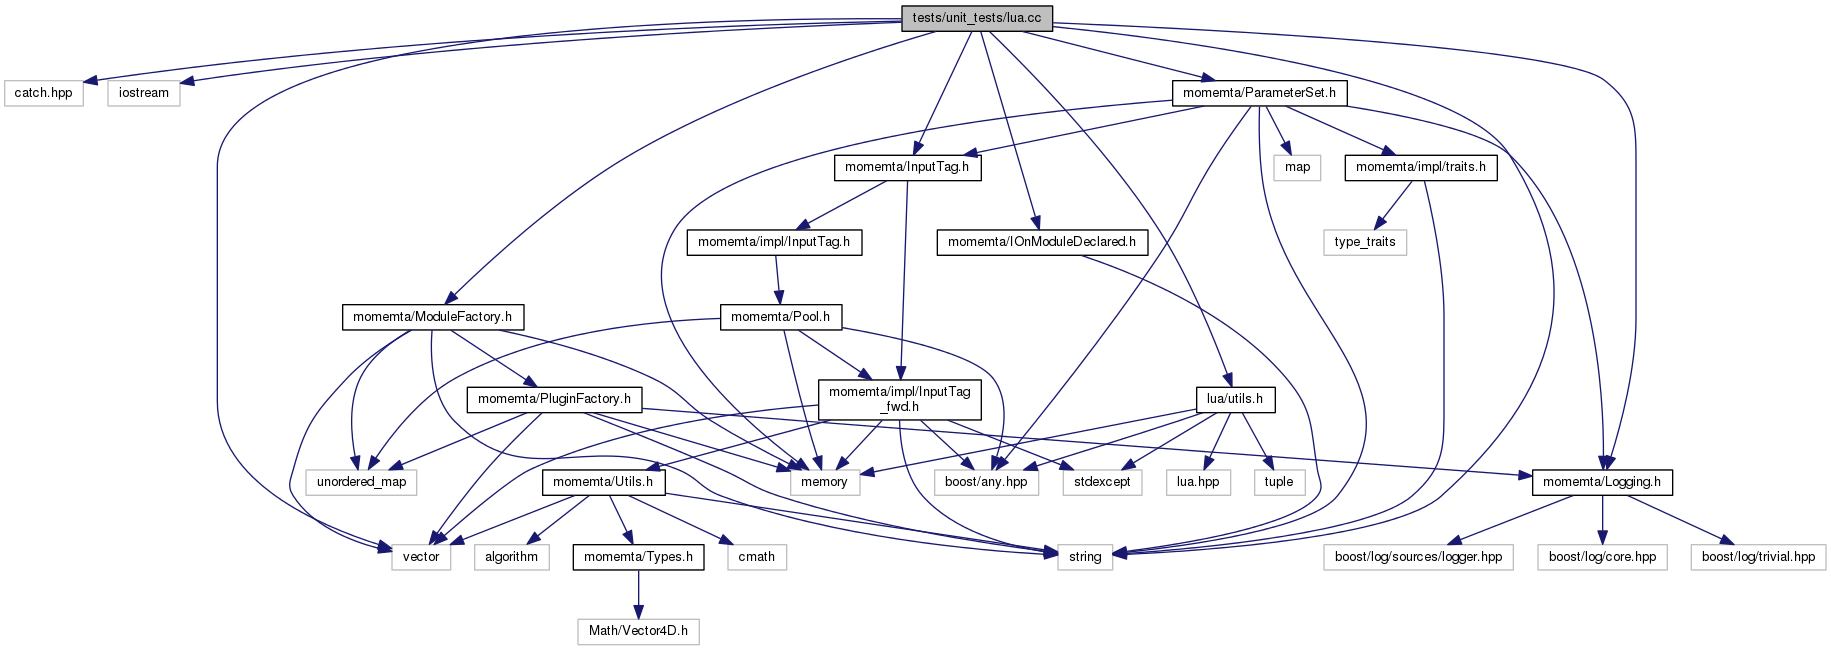 tests/unit_tests/lua.cc
catch.hpp
iostream
momemta/ParameterSet.h
momemta/InputTag.h
map
momemta/impl/traits.h
momemta/impl/InputTag.h
momemta/IOnModuleDeclared.h
type_traits
momemta/ModuleFactory.h
momemta/Pool.h
momemta/PluginFactory.h
momemta/impl/InputTag
_fwd.h
lua/utils.h
unordered_map
momemta/Utils.h
memory
boost/any.hpp
stdexcept
lua.hpp
tuple
momemta/Logging.h
vector
algorithm
momemta/Types.h
cmath
string
boost/log/sources/logger.hpp
boost/log/core.hpp
boost/log/trivial.hpp
Math/Vector4D.h